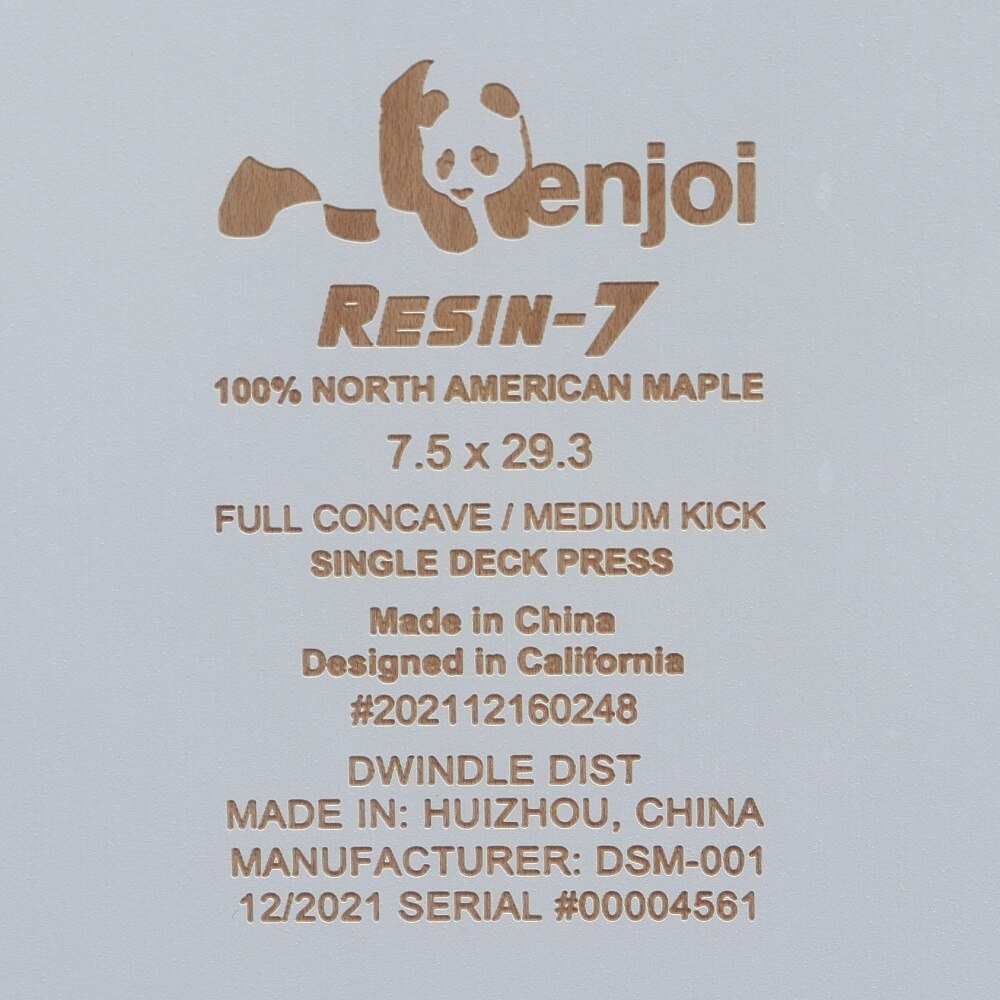 enjoi
RESIN-7
100% NORTH AMERICAN MAPLE
7.5 x 29.3
FULL CONCAVE / MEDIUM KICK
SINGLE DECK PRESS
Made in China
Designed in California
#202112160248
DWINDLE DIST
MADE IN: HUIZHOU, CHINA
MANUFACTURER: DSM-001
12/2021 SERIAL #00004561